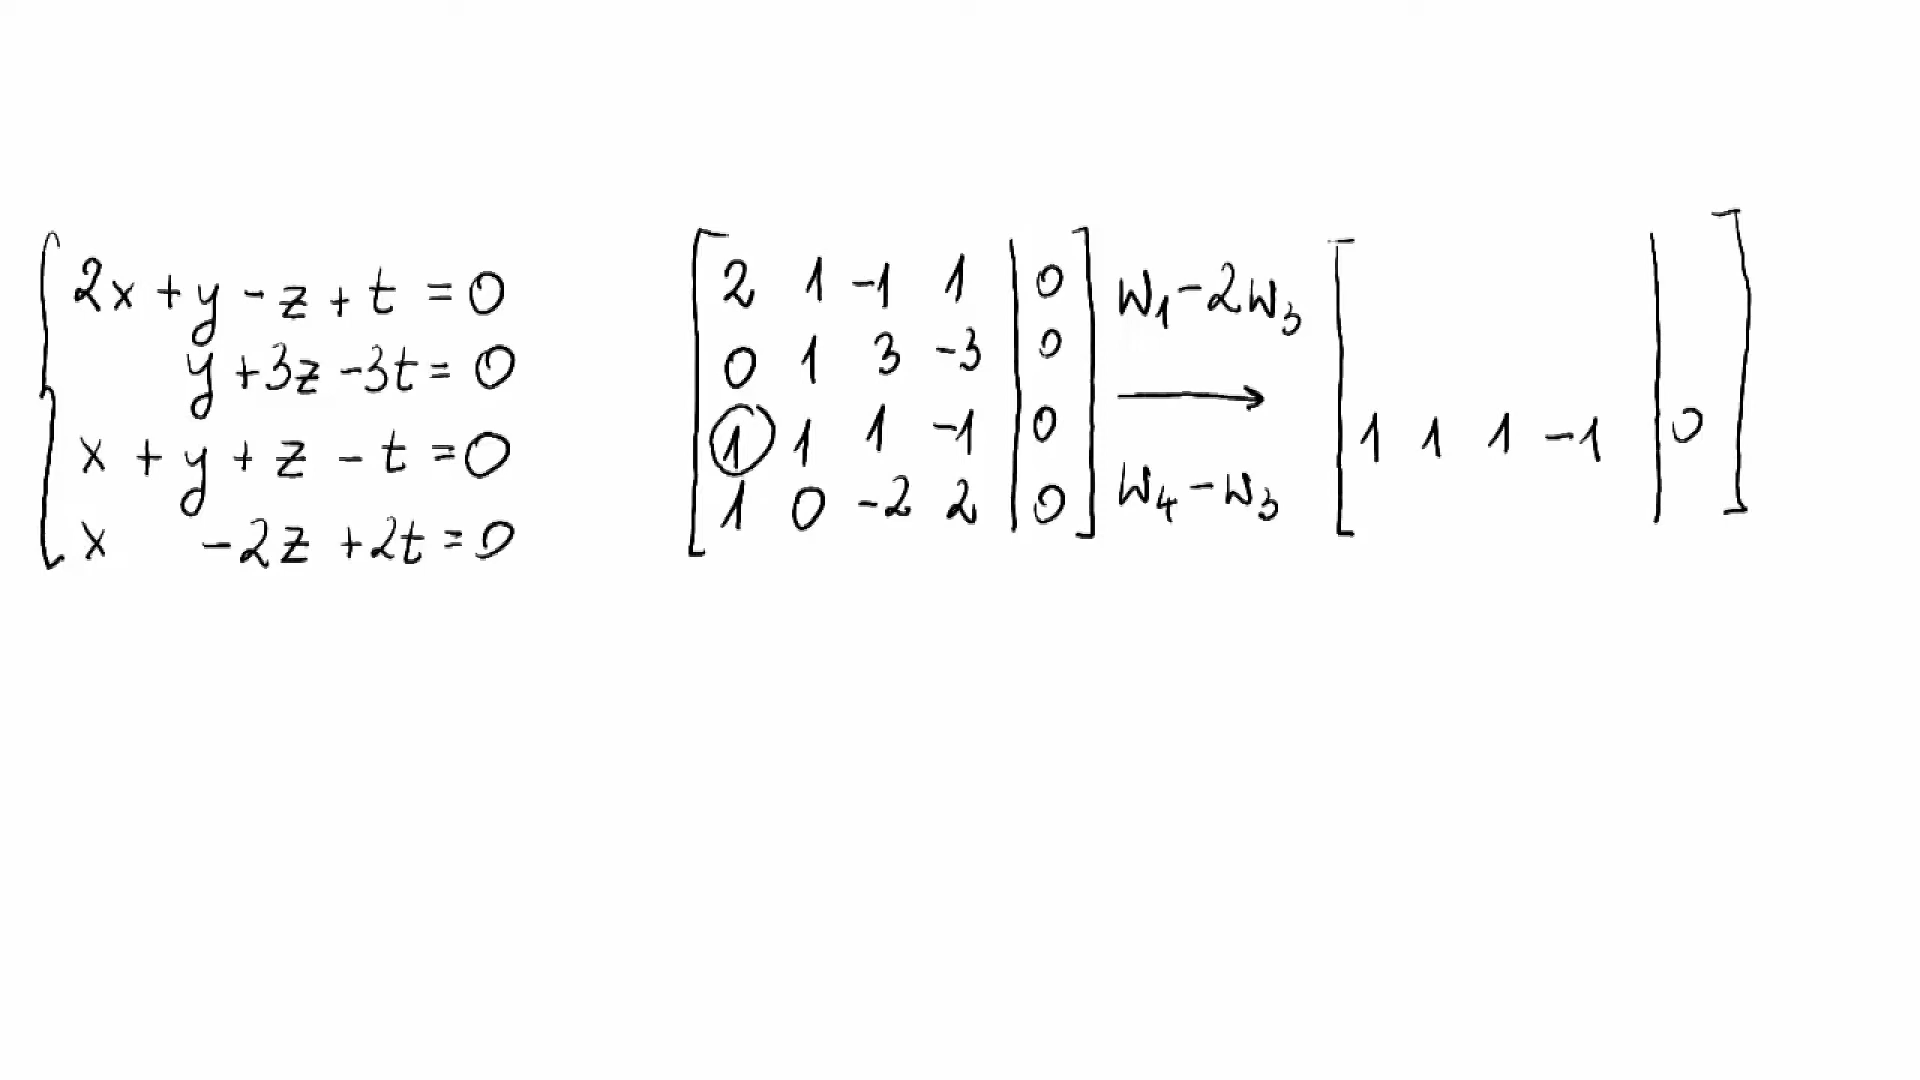 2x + y - z + t = 0
y + 3z - 3t = 0
x + y + z - t = 0
x - 2z + 2t = 0
2 1 -1 1 | 0 w₁ - 2w₃
0 1 3 -3 | 0
1 1 1 -1 | 0
1 0 -2 2 | 0 w₄ - w₃
→
1 1 1 -1 | 0